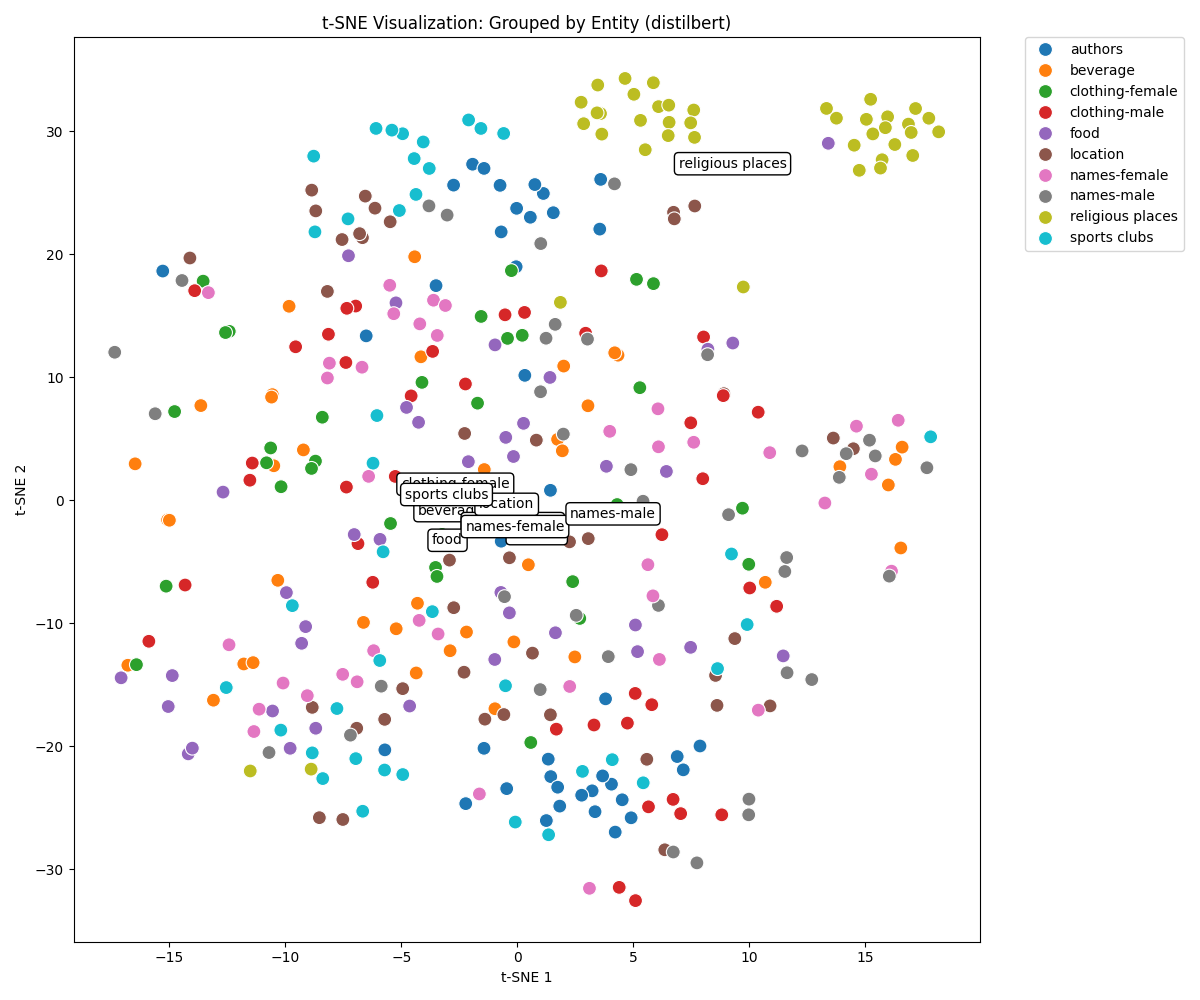 t-SNE Visualization: Grouped by Entity (distilbert)
authors
beverage
clothing-female
clothing-male
food
location
names-female
names-male
religious places
sports clubs
30
20
10
0
−10
−20
−30
t-SNE 2
religious places
clothing-female
sports clubs
location
beverage
names-male
names-female
food
−15
−10
−5
0
5
10
15
t-SNE 1